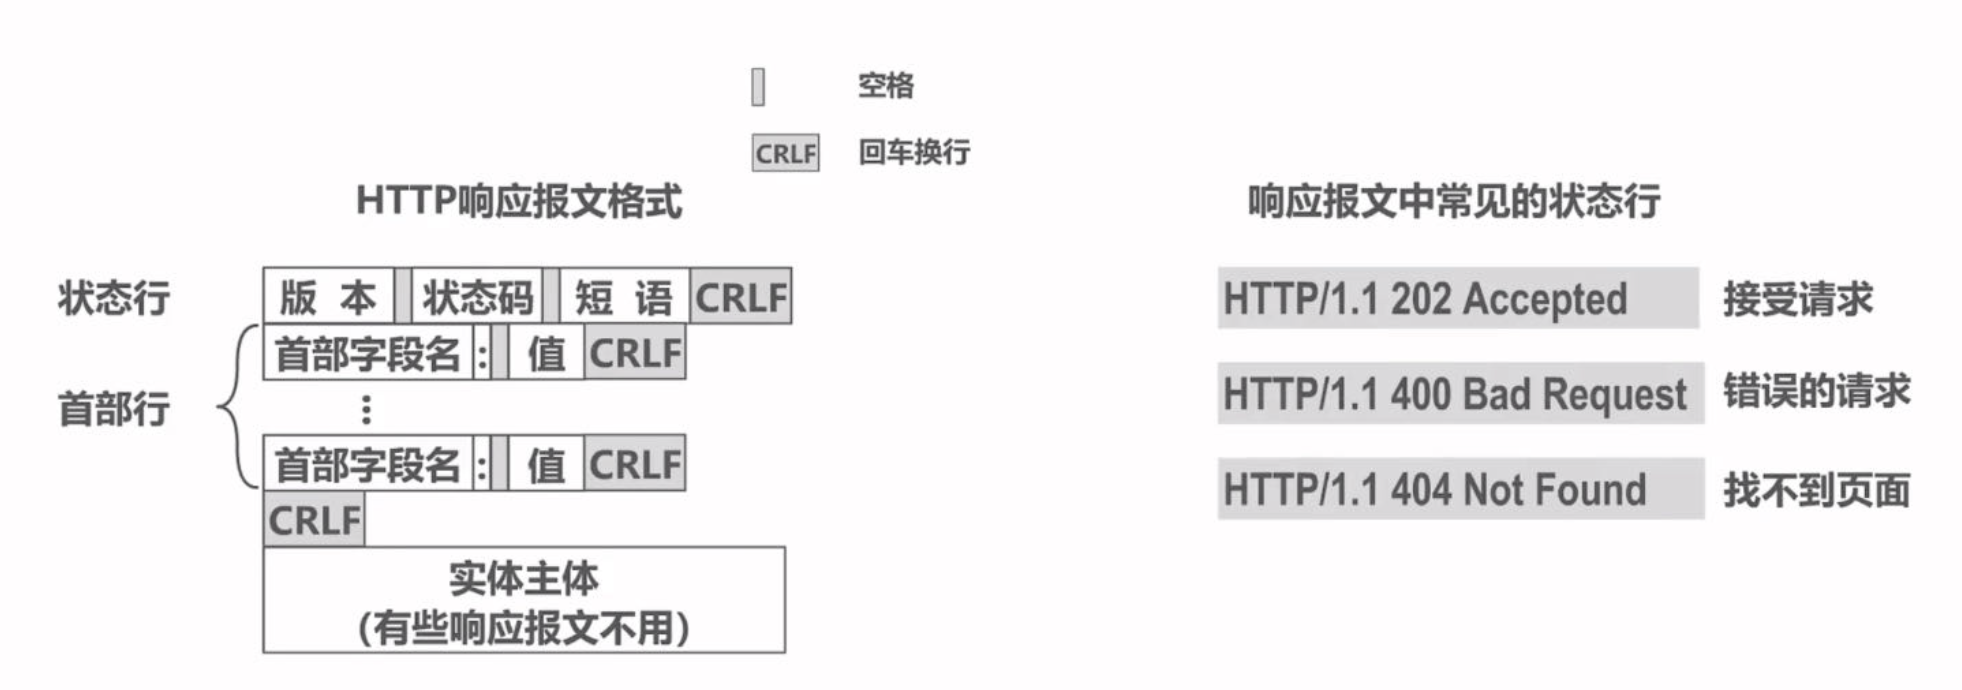 空格
CRLF 回车换行
HTTP响应报文格式
响应报文中常见的状态行
状态行
版 本 状态码 短 语 CRLF
首部行
首部字段名 : 值 CRLF
⋮
首部字段名 : 值 CRLF
CRLF
实体主体
(有些响应报文不用)
HTTP/1.1 202 Accepted 接受请求
HTTP/1.1 400 Bad Request 错误的请求
HTTP/1.1 404 Not Found 找不到页面